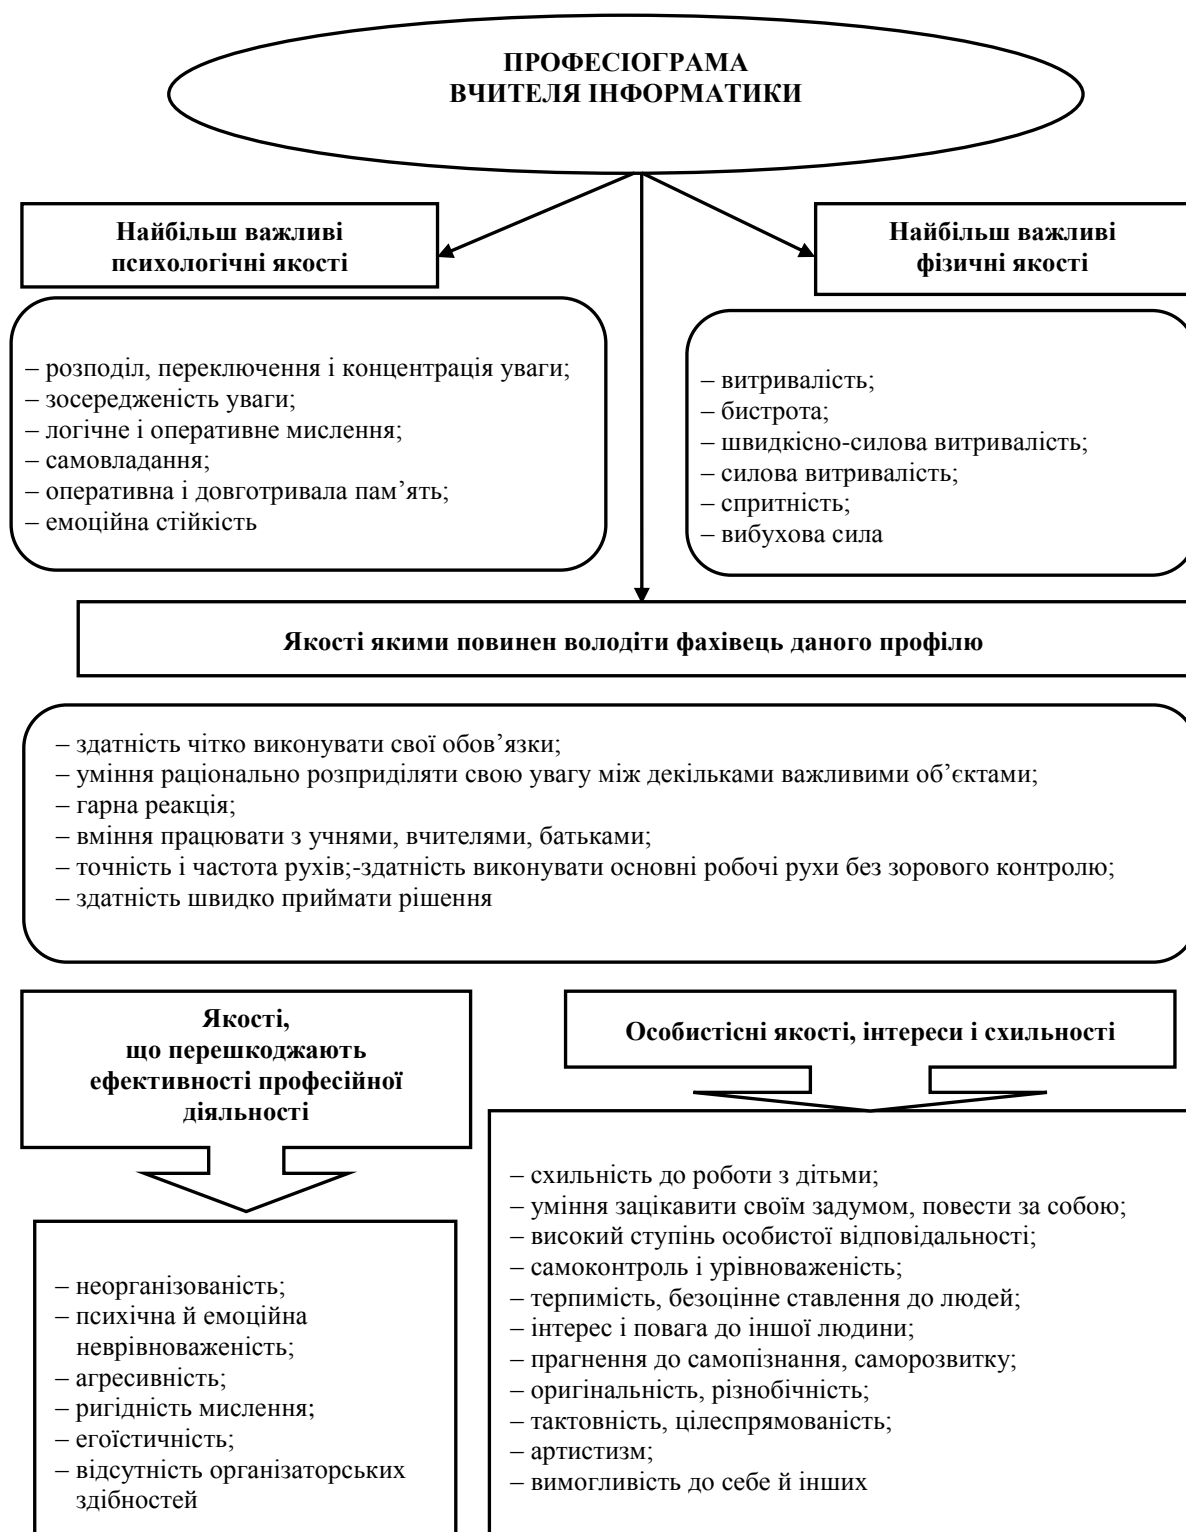 ПРОФЕСІОГРАМА
ВЧИТЕЛЯ ІНФОРМАТИКИ
Найбільш важливі
психологічні якості
Найбільш важливі
фізичні якості
– розподіл, переключення і концентрація уваги;
– зосередженість уваги;
– логічне і оперативне мислення;
– самовладання;
– оперативна і довготривала пам’ять;
– емоційна стійкість
– витривалість;
– бистрота;
– швидкісно-силова витривалість;
– силова витривалість;
– спритність;
– вибухова сила
Якості якими повинен володіти фахівець даного профілю
– здатність чітко виконувати свої обов’язки;
– уміння раціонально розприділяти свою увагу між декільками важливими об’єктами;
– гарна реакція;
– вміння працювати з учнями, вчителями, батьками;
– точність і частота рухів;-здатність виконувати основні робочі рухи без зорового контролю;
– здатність швидко приймати рішення
Якості,
що перешкоджають
ефективності професійної
діяльності
– неорганізованість;
– психічна й емоційна
неврівноваженість;
– агресивність;
– ригідність мислення;
– егоїстичність;
– відсутність організаторських
здібностей
Особистісні якості, інтереси і схильності
– схильність до роботи з дітьми;
– уміння зацікавити своїм задумом, повести за собою;
– високий ступінь особистої відповідальності;
– самоконтроль і урівноваженість;
– терпимість, безоцінне ставлення до людей;
– інтерес і повага до іншої людини;
– прагнення до самопізнання, саморозвитку;
– оригінальність, різнобічність;
– тактовність, цілеспрямованість;
– артистизм;
– вимогливість до себе й інших